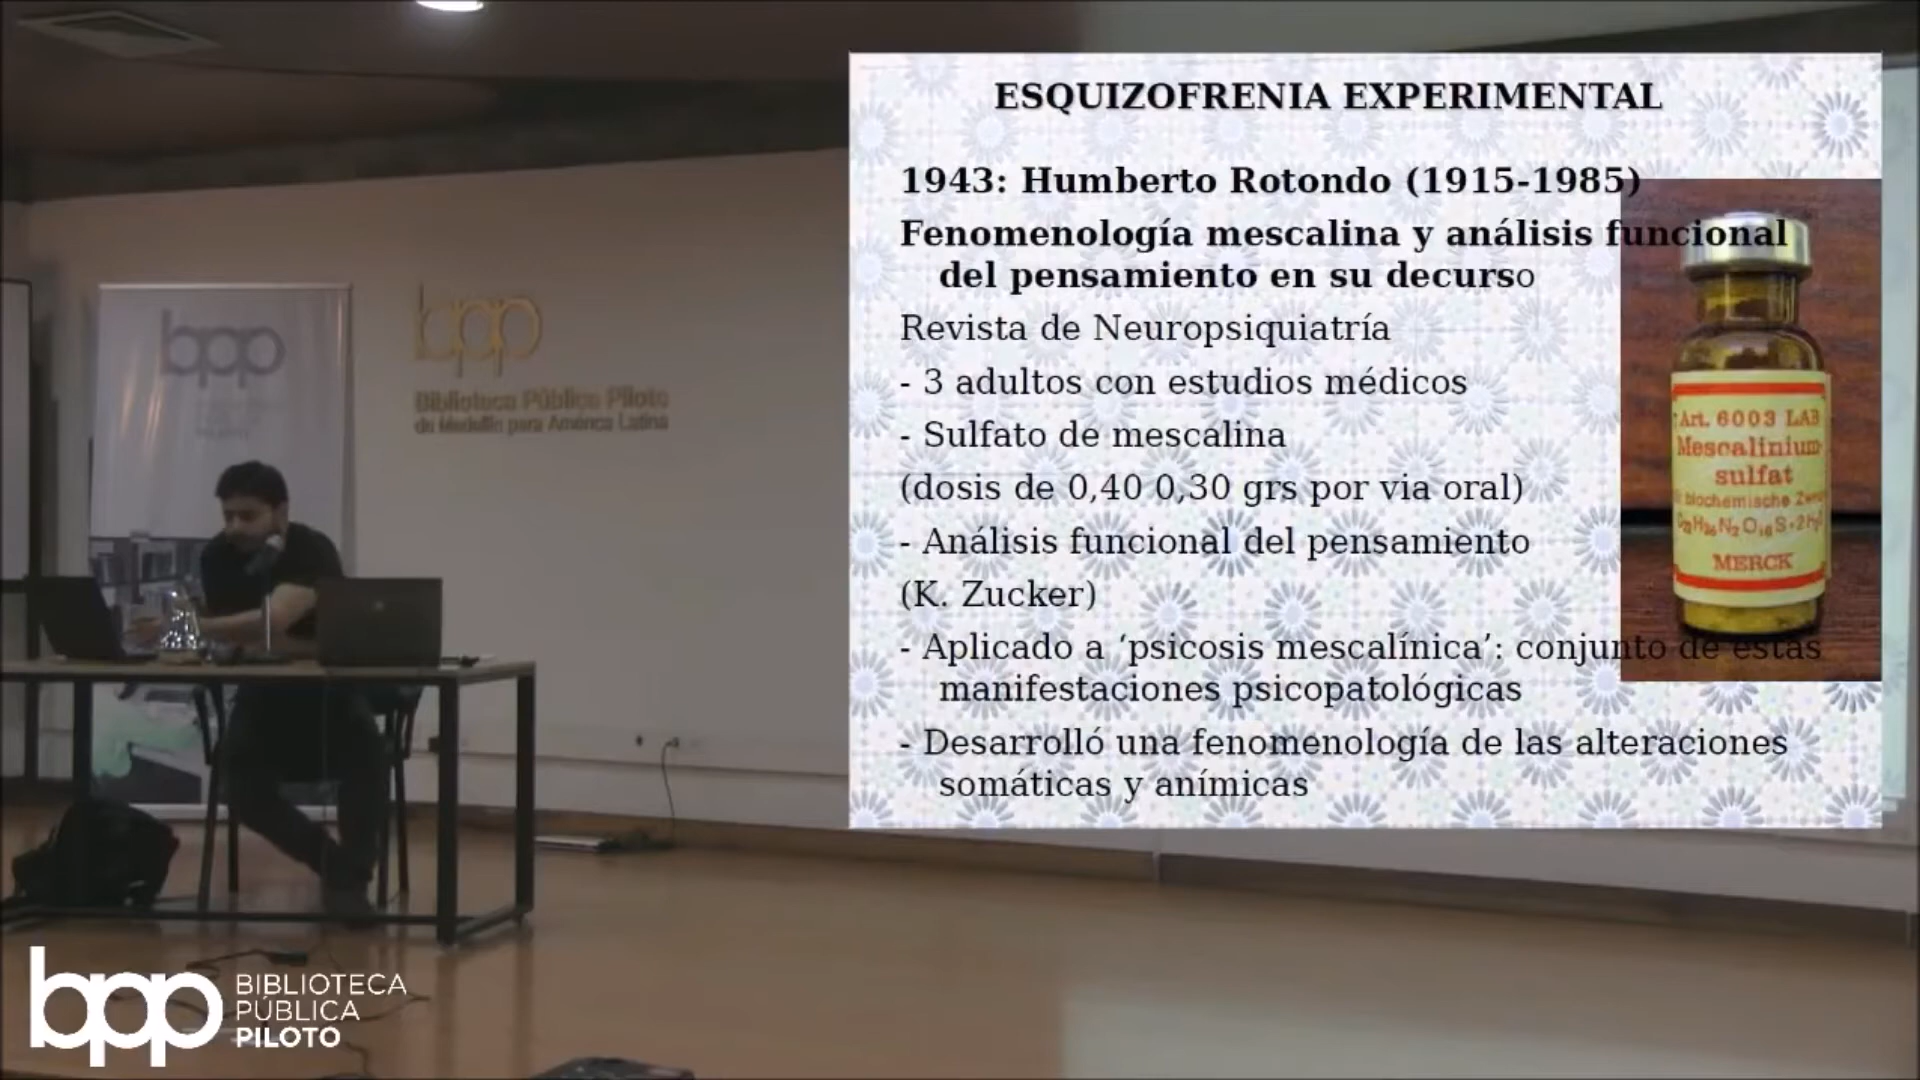 ESQUIZOFRENIA EXPERIMENTAL
1943: Humberto Rotondo (1915-1985)
Fenomenología mescalina y análisis funcional
del pensamiento en su decurso
Revista de Neuropsiquiatría
- 3 adultos con estudios médicos
- Sulfato de mescalina
(dosis de 0,40 0,30 grs por via oral)
- Análisis funcional del pensamiento
(K. Zucker)
- Aplicado a ‘psicosis mescalínica’: conjunto de estas
manifestaciones psicopatológicas
- Desarrolló una fenomenología de las alteraciones
somáticas y anímicas
Art. 6003 LAB
Mescalinium
sulfat
biochemische
MERCK
bpp
bpp
Biblioteca Pública Piloto
de Medellín para América Latina
bpp
BIBLIOTECA
PÚBLICA
PILOTO